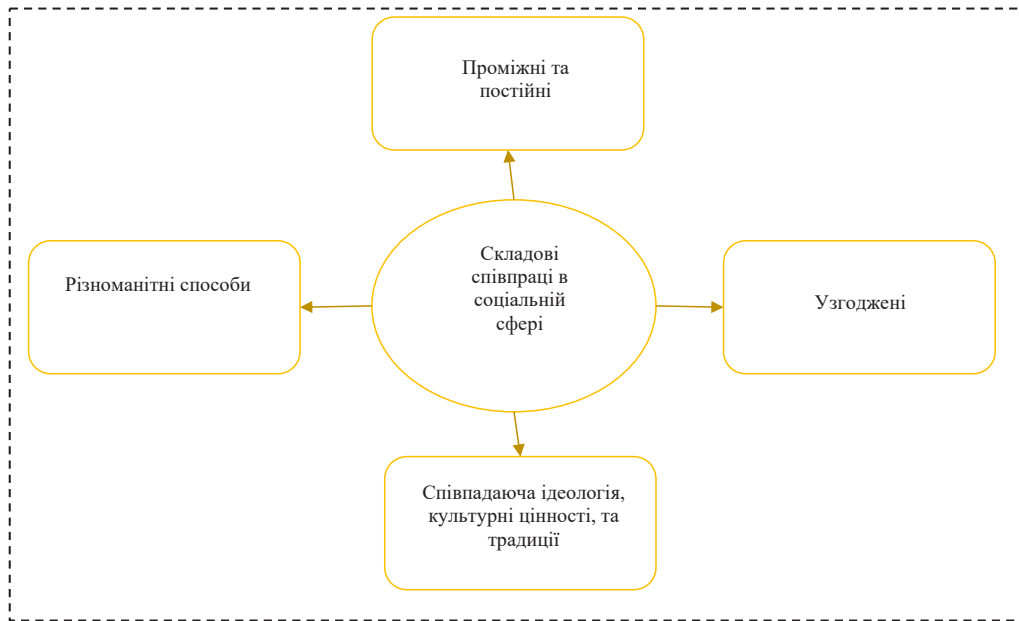 Проміжні та
постійні
Різноманітні способи
Складові
співпраці в
соціальній
сфері
Узгоджені
Співпадаюча ідеологія,
культурні цінності, та
традиції